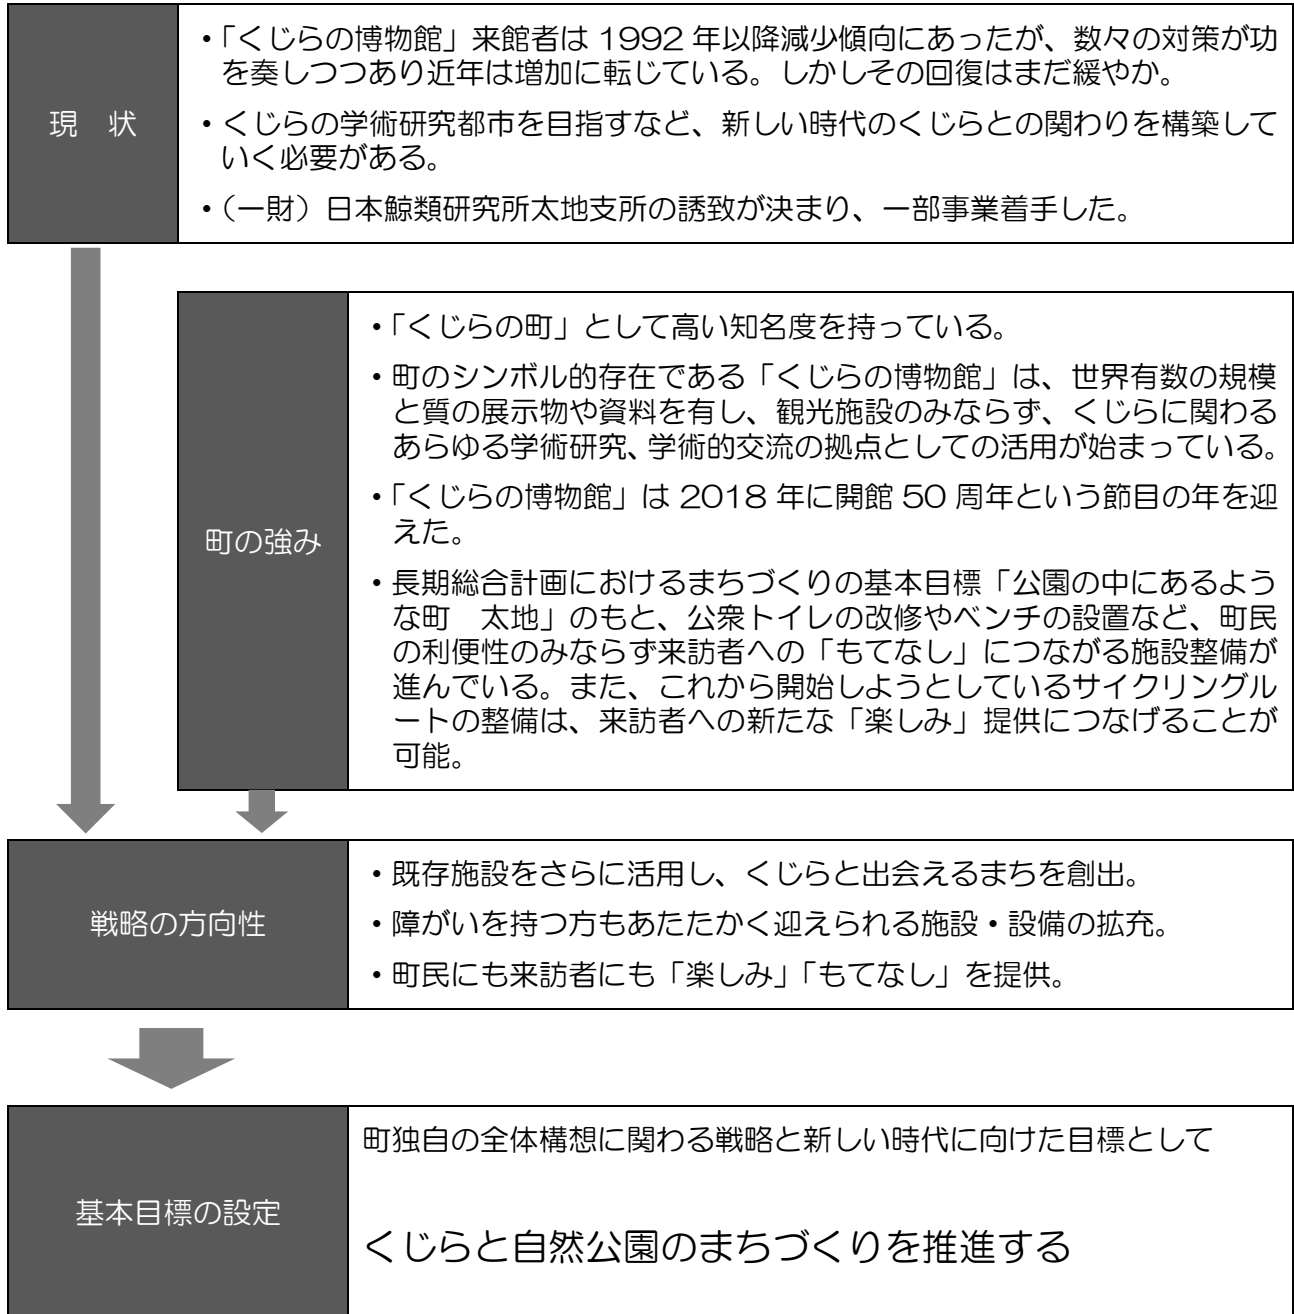 現　状
・「くじらの博物館」来館者は 1992 年以降減少傾向にあったが、数々の対策が功
を奏しつつあり近年は増加に転じている。しかしその回復はまだ緩やか。
・くじらの学術研究都市を目指すなど、新しい時代のくじらとの関わりを構築して
いく必要がある。
・（一財）日本鯨類研究所太地支所の誘致が決まり、一部事業着手した。
町の強み
・「くじらの町」として高い知名度を持っている。
・町のシンボル的存在である「くじらの博物館」は、世界有数の規模
と質の展示物や資料を有し、観光施設のみならず、くじらに関わる
あらゆる学術研究、学術的交流の拠点としての活用が始まっている。
・「くじらの博物館」は 2018 年に開館 50 周年という節目の年を迎
えた。
・長期総合計画におけるまちづくりの基本目標「公園の中にあるよう
な町　太地」のもと、公衆トイレの改修やベンチの設置など、町民
の利便性のみならず来訪者への「もてなし」につながる施設整備が
進んでいる。また、これから開始しようとしているサイクリングル
ートの整備は、来訪者への新たな「楽しみ」提供につなげることが
可能。
戦略の方向性
・既存施設をさらに活用し、くじらと出会えるまちを創出。
・障がいを持つ方もあたたかく迎えられる施設・設備の拡充。
・町民にも来訪者にも「楽しみ」「もてなし」を提供。
基本目標の設定
町独自の全体構想に関わる戦略と新しい時代に向けた目標として
くじらと自然公園のまちづくりを推進する